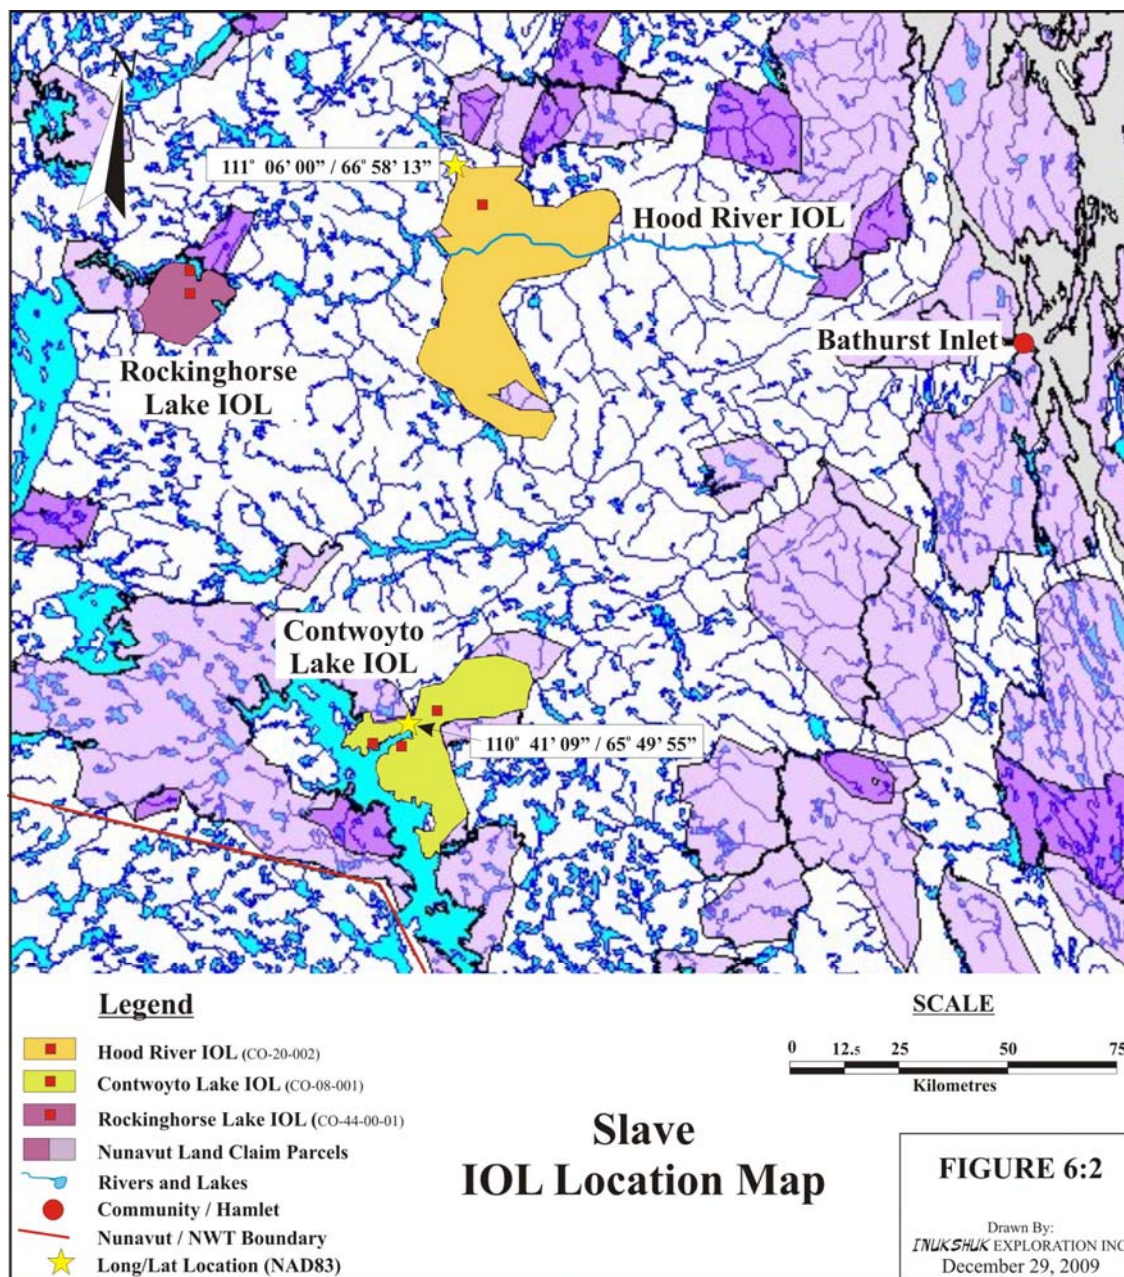 N
111° 06' 00" / 66° 58' 13"
Hood River IOL
Bathurst Inlet
Rockinghorse
Lake IOL
Contwoyto
Lake IOL
110° 41' 09" / 65° 49' 55"
Legend
Hood River IOL (CO-20-002)
Contwoyto Lake IOL (CO-08-001)
Rockinghorse Lake IOL (CO-44-00-01)
Nunavut Land Claim Parcels
Rivers and Lakes
Community / Hamlet
Nunavut / NWT Boundary
Long/Lat Location (NAD83)
SCALE
0 12.5 25 50 75
Kilometres
Slave
IOL Location Map
FIGURE 6:2
Drawn By:
INUKSHUK EXPLORATION INC
December 29, 2009